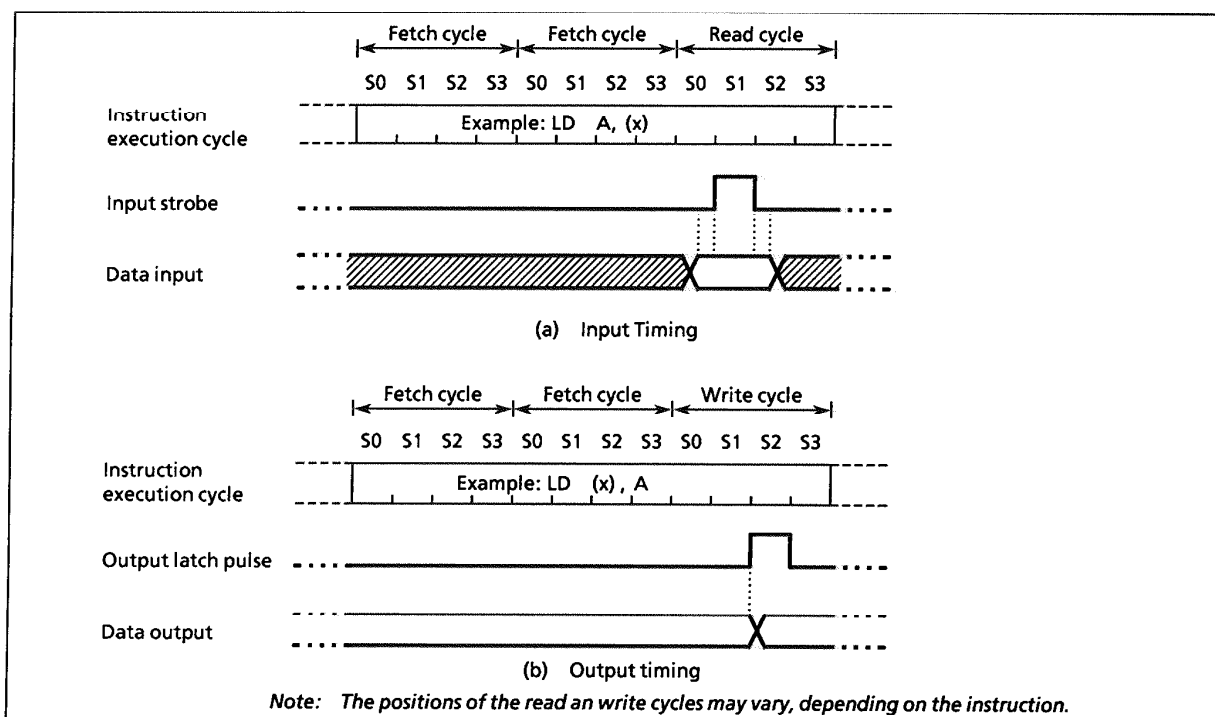 Fetch cycle Fetch cycle Read cycle
S0 S1 S2 S3 S0 S1 S2 S3 S0 S1 S2 S3
Instruction
execution cycle
Example: LD A, (x)
Input strobe
Data input
(a) Input Timing
Fetch cycle Fetch cycle Write cycle
S0 S1 S2 S3 S0 S1 S2 S3 S0 S1 S2 S3
Instruction
execution cycle
Example: LD (x) , A
Output latch pulse
Data output
(b) Output timing
Note: The positions of the read an write cycles may vary, depending on the instruction.